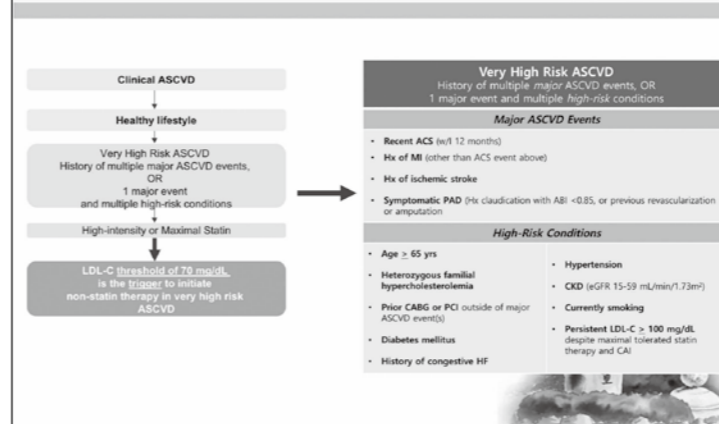 Clinical ASCVD
Healthy lifestyle
Very High Risk ASCVD
History of multiple major ASCVD events,
OR
1 major event
and multiple high-risk conditions
High-intensity or Maximal Statin
LDL-C threshold of 70 mg/dL
is the trigger to initiate
non-statin therapy in very high risk
ASCVD
Very High Risk ASCVD
History of multiple major ASCVD events, OR
1 major event and multiple high-risk conditions
Major ASCVD Events
• Recent ACS (w/I 12 months)
• Hx of MI (other than ACS event above)
• Hx of ischemic stroke
• Symptomatic PAD (Hx claudication with ABI <0.85, or previous revascularization
or amputation
High-Risk Conditions
• Age ≥ 65 yrs
• Heterozygous familial
hypercholesterolemia
• Prior CABG or PCI outside of major
ASCVD event(s)
• Diabetes mellitus
• History of congestive HF
• Hypertension
• CKD (eGFR 15-59 mL/min/1.73m²)
• Currently smoking
• Persistent LDL-C ≥ 100 mg/dL
despite maximal tolerated statin
therapy and CAI